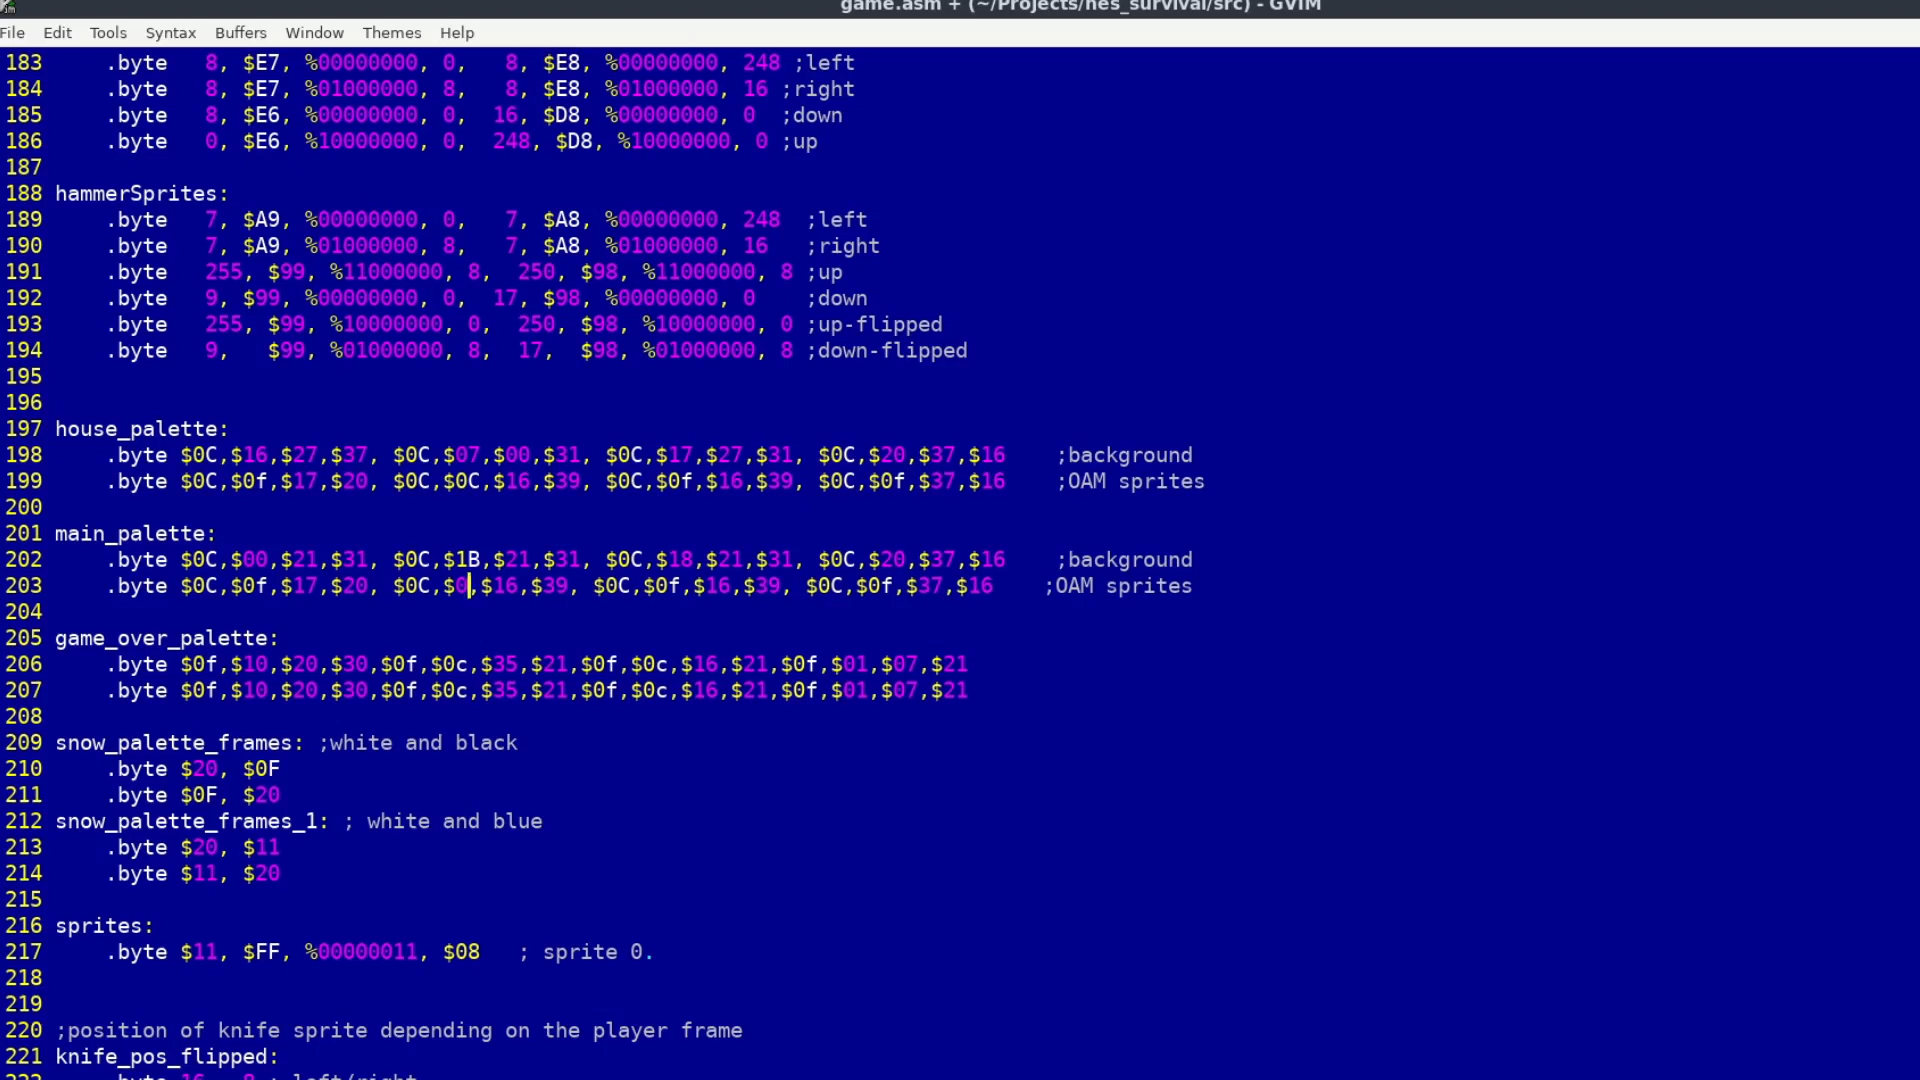 game.asm + (~/Projects/nes_survival/src) - GVIM
File Edit Tools Syntax Buffers Window Themes Help
183     .byte   8, $E7, %00000000, 0,   8, $E8, %00000000, 248 ;left
184     .byte   8, $E7, %01000000, 8,   8, $E8, %01000000, 16 ;right
185     .byte   8, $E6, %00000000, 0,  16, $D8, %00000000, 0  ;down
186     .byte   0, $E6, %10000000, 0,  248, $D8, %10000000, 0 ;up
187
188 hammerSprites:
189     .byte   7, $A9, %00000000, 0,   7, $A8, %00000000, 248  ;left
190     .byte   7, $A9, %01000000, 8,   7, $A8, %01000000, 16   ;right
191     .byte   255, $99, %11000000, 8,  250, $98, %11000000, 8 ;up
192     .byte   9, $99, %00000000, 0,  17, $98, %00000000, 0    ;down
193     .byte   255, $99, %10000000, 0,  250, $98, %10000000, 0 ;up-flipped
194     .byte   9,   $99, %01000000, 8,  17,  $98, %01000000, 8 ;down-flipped
195
196
197 house_palette:
198     .byte $0C,$16,$27,$37, $0C,$07,$00,$31, $0C,$17,$27,$31, $0C,$20,$37,$16    ;background
199     .byte $0C,$0f,$17,$20, $0C,$0C,$16,$39, $0C,$0f,$16,$39, $0C,$0f,$37,$16    ;OAM sprites
200
201 main_palette:
202     .byte $0C,$00,$21,$31, $0C,$1B,$21,$31, $0C,$18,$21,$31, $0C,$20,$37,$16    ;background
203     .byte $0C,$0f,$17,$20, $0C,$0,$16,$39, $0C,$0f,$16,$39, $0C,$0f,$37,$16    ;OAM sprites
204
205 game_over_palette:
206     .byte $0f,$10,$20,$30,$0f,$0c,$35,$21,$0f,$0c,$16,$21,$0f,$01,$07,$21
207     .byte $0f,$10,$20,$30,$0f,$0c,$35,$21,$0f,$0c,$16,$21,$0f,$01,$07,$21
208
209 snow_palette_frames: ;white and black
210     .byte $20, $0F
211     .byte $0F, $20
212 snow_palette_frames_1: ; white and blue
213     .byte $20, $11
214     .byte $11, $20
215
216 sprites:
217     .byte $11, $FF, %00000011, $08   ; sprite 0.
218
219
220 ;position of knife sprite depending on the player frame
221 knife_pos_flipped: